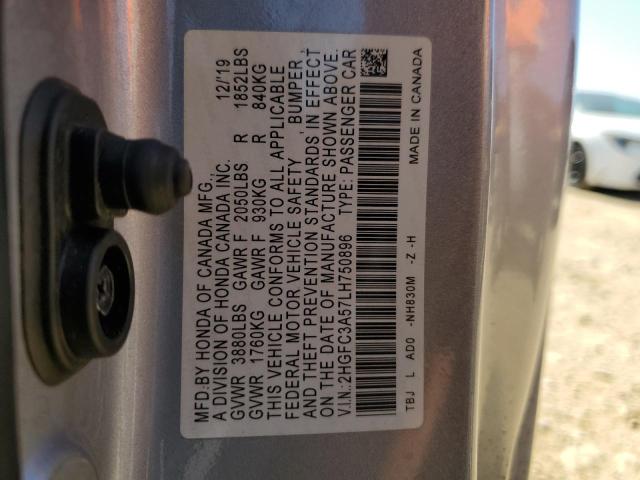 MFD.BY HONDA OF CANADA MFG.,
A DIVISION OF HONDA CANADA INC. 12/19
GVWR 3880LBS GAWR F 2050LBS R 1852LBS
GVWR 1760KG GAWR F 930KG R 840KG
THIS VEHICLE CONFORMS TO ALL APPLICABLE
FEDERAL MOTOR VEHICLE SAFETY , BUMPER ,
AND THEFT PREVENTION STANDARDS IN EFFECT
ON THE DATE OF MANUFACTURE SHOWN ABOVE.
V.I.N.:2HGFC3A57LH750896 TYPE: PASSENGER CAR
TBJ L AD0 -NH830M -Z -H MADE IN CANADA